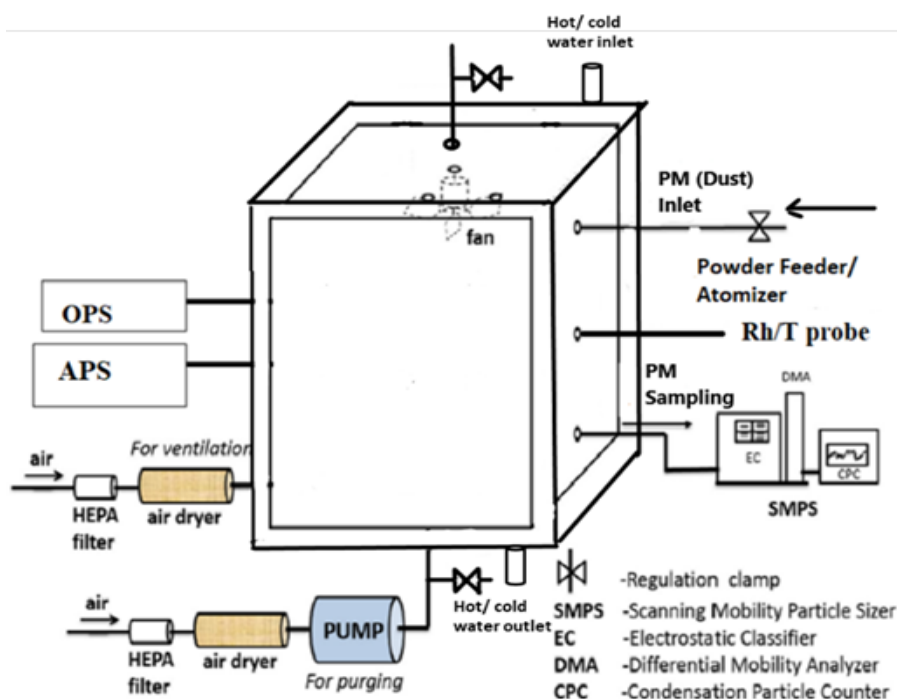 Hot/ cold
water inlet
PM (Dust)
Inlet
fan
Powder Feeder/
Atomizer
OPS
Rh/T probe
APS
PM
Sampling
DMA
For ventilation
EC
CPC
air
HEPA
filter
air dryer
SMPS
-Regulation clamp
air
Hot/ cold
water outlet
SMPS -Scanning Mobility Particle Sizer
PUMP
EC -Electrostatic Classifier
HEPA
filter
air dryer
For purging
DMA -Differential Mobility Analyzer
CPC -Condensation Particle Counter